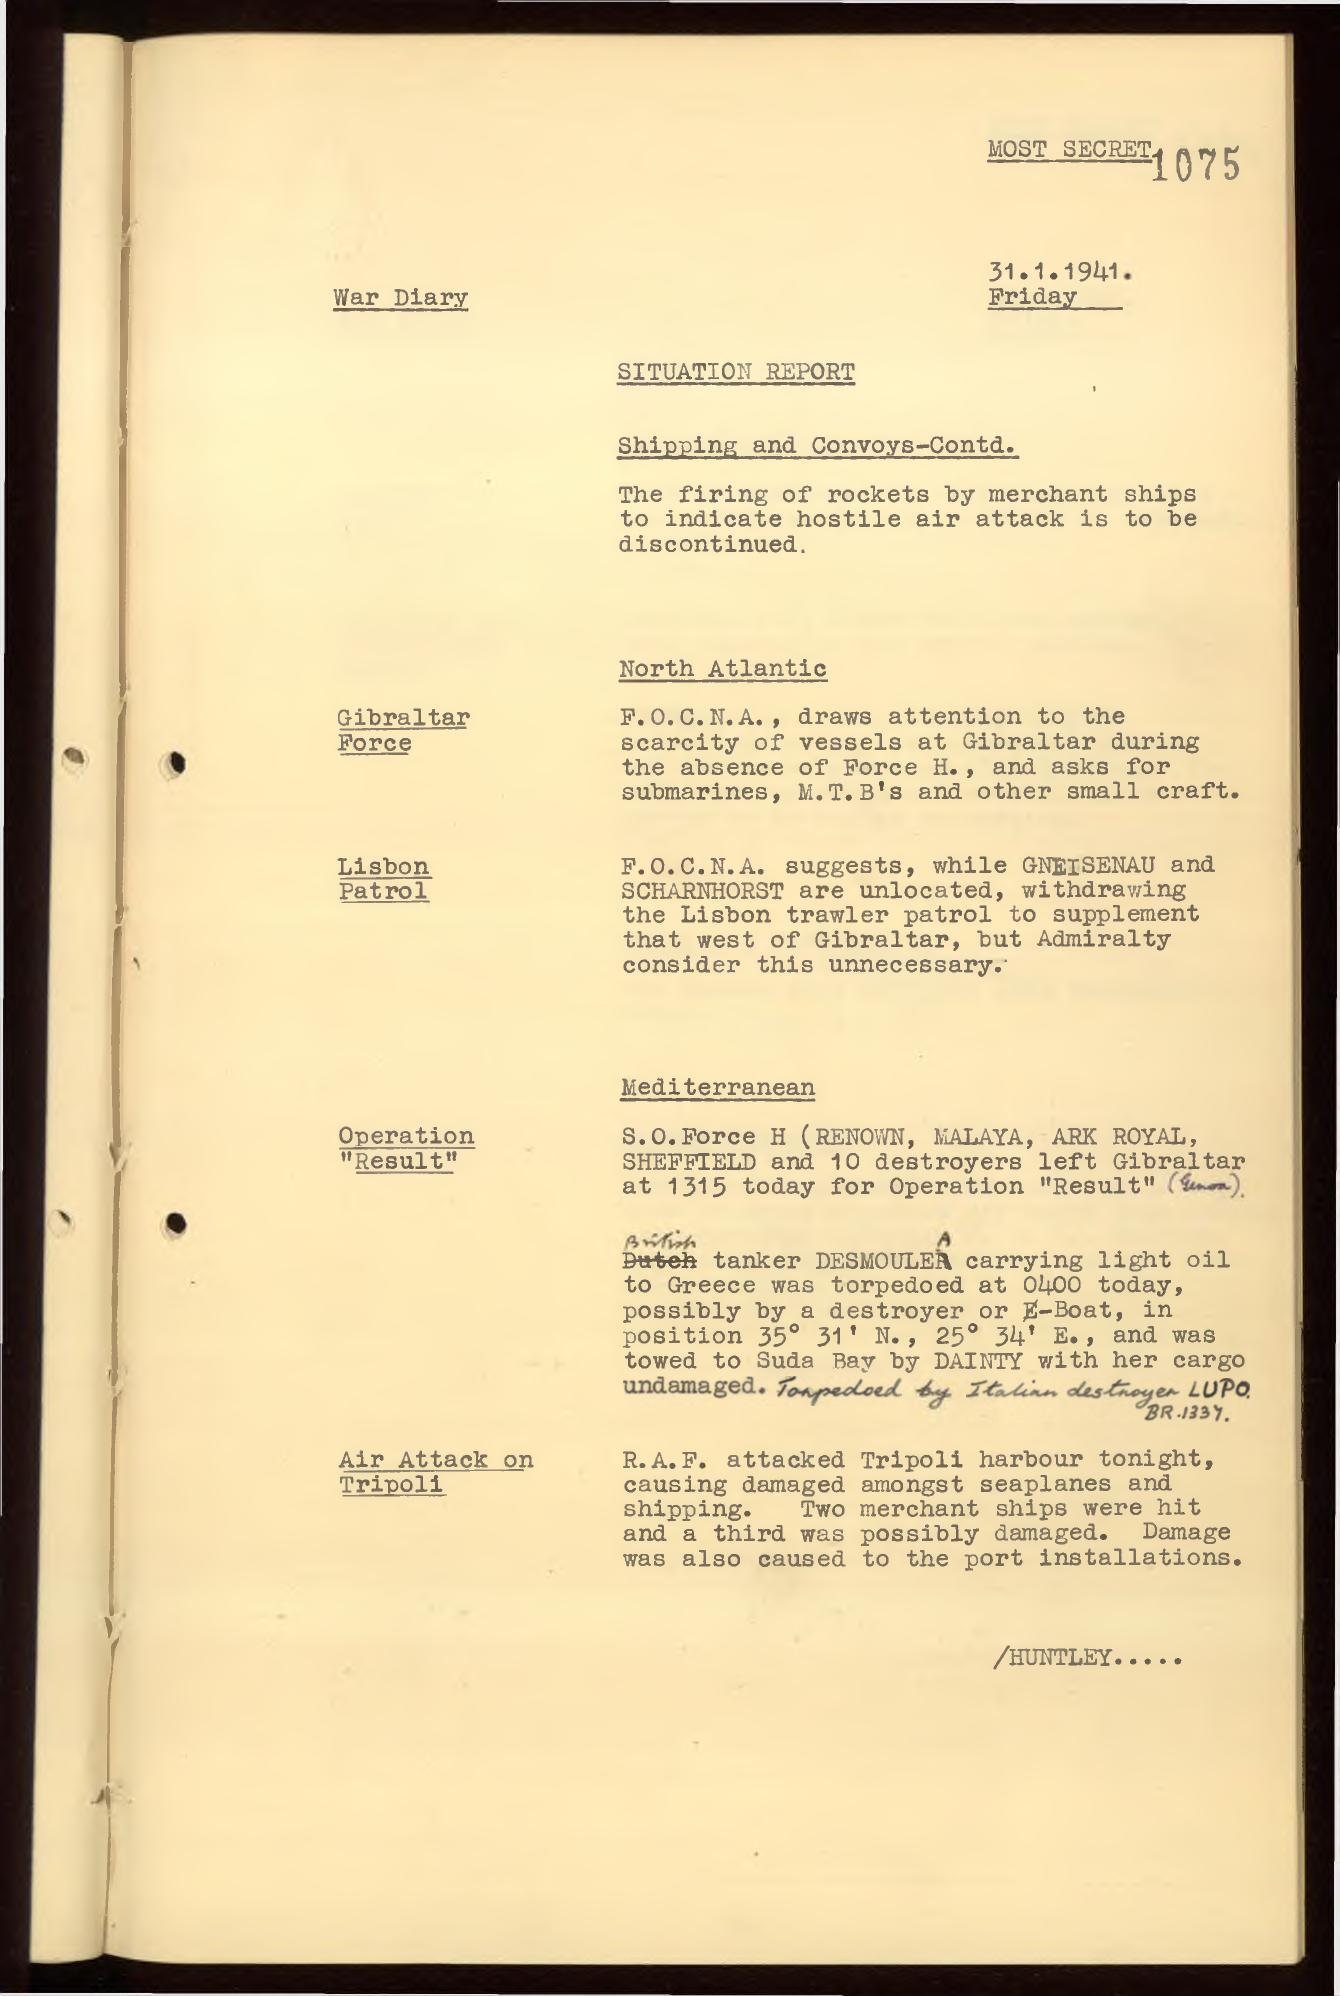 MOST SECRET
1075
31.1.1941.
War Diary
Friday
SITUATION REPORT
Shipping and Convoys-Contd.
The firing of rockets by merchant ships
to indicate hostile air attack is to be
discontinued.
North Atlantic
Gibraltar
Force
F.O.C.N.A., draws attention to the
scarcity of vessels at Gibraltar during
the absence of Force H., and asks for
submarines, M.T.B's and other small craft.
Lisbon
Patrol
F.O.C.N.A. suggests, while GNEISENAU and
SCHARNHORST are unlocated, withdrawing
the Lisbon trawler patrol to supplement
that west of Gibraltar, but Admiralty
consider this unnecessary.
Mediterranean
Operation
"Result"
S.O.Force H (RENOWN, MALAYA, ARK ROYAL,
SHEFFIELD and 10 destroyers left Gibraltar
at 1315 today for Operation "Result" (Genoa).
British A
Dutch tanker DESMOULER carrying light oil
to Greece was torpedoed at 0400 today,
possibly by a destroyer or E-Boat, in
position 35° 31' N., 25° 34' E., and was
towed to Suda Bay by DAINTY with her cargo
undamaged. Torpedoed by Italian destroyer LUPO.
BR.1337.
Air Attack on
Tripoli
R.A.F. attacked Tripoli harbour tonight,
causing damaged amongst seaplanes and
shipping. Two merchant ships were hit
and a third was possibly damaged. Damage
was also caused to the port installations.
/HUNTLEY.....